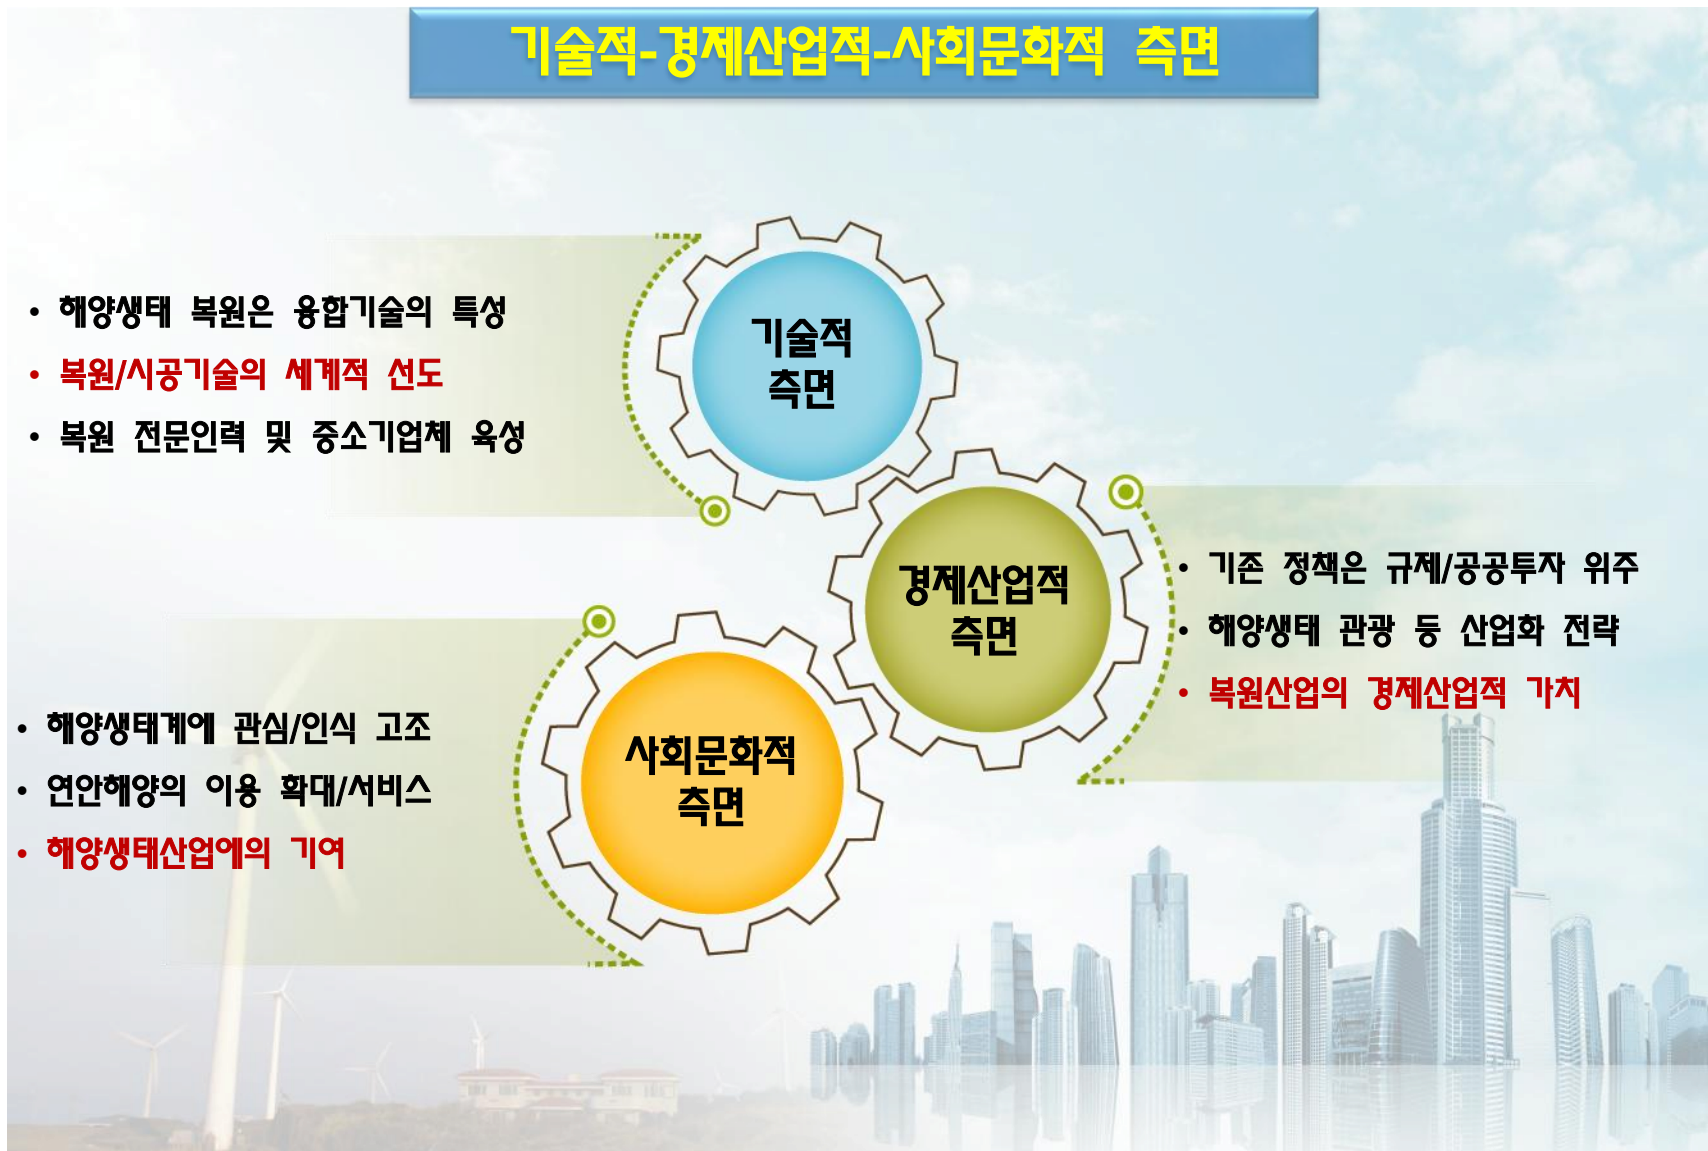 기술적-경제산업적-사회문화적 측면
• 해양생태 복원은 융합기술의 특성
• 복원/시공기술의 세계적 선도
• 복원 전문인력 및 중소기업체 육성
기술적
측면
경제산업적
측면
• 기존 정책은 규제/공공투자 위주
• 해양생태 관광 등 산업화 전략
• 복원산업의 경제산업적 가치
사회문화적
측면
• 해양생태계에 관심/인식 고조
• 연안해양의 이용 확대/서비스
• 해양생태산업에의 기여